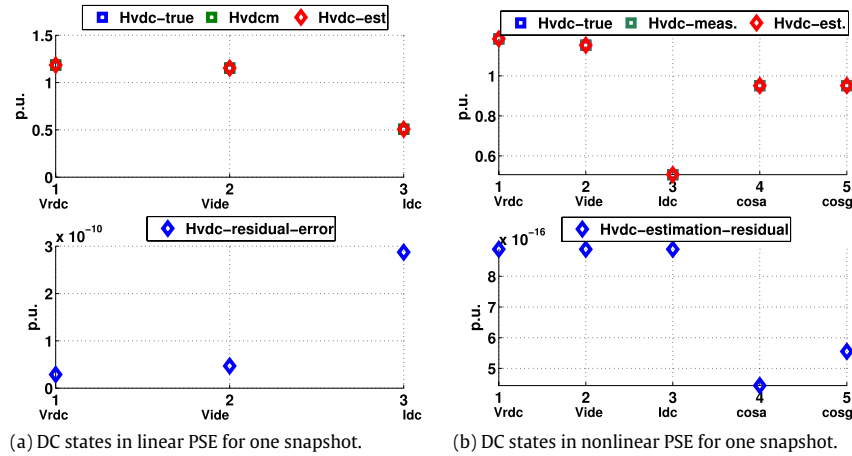 Hvdc−true Hvdcm Hvdc−est
1.5
1
0.5
0
p.u.
1 2 3
Vrdc Vide Idc
x 10−10
Hvdc−residual−error
3
2
1
0
p.u.
1 2 3
Vrdc Vide Idc
(a) DC states in linear PSE for one snapshot.
Hvdc−true Hvdc−meas. Hvdc−est.
1
0.8
0.6
p.u.
1 2 3 4 5
Vrdc Vide Idc cosa cosg
x 10−16
Hvdc−estimation−residual
8
7
6
5
p.u.
1 2 3 4 5
Vrdc Vide Idc cosa cosg
(b) DC states in nonlinear PSE for one snapshot.